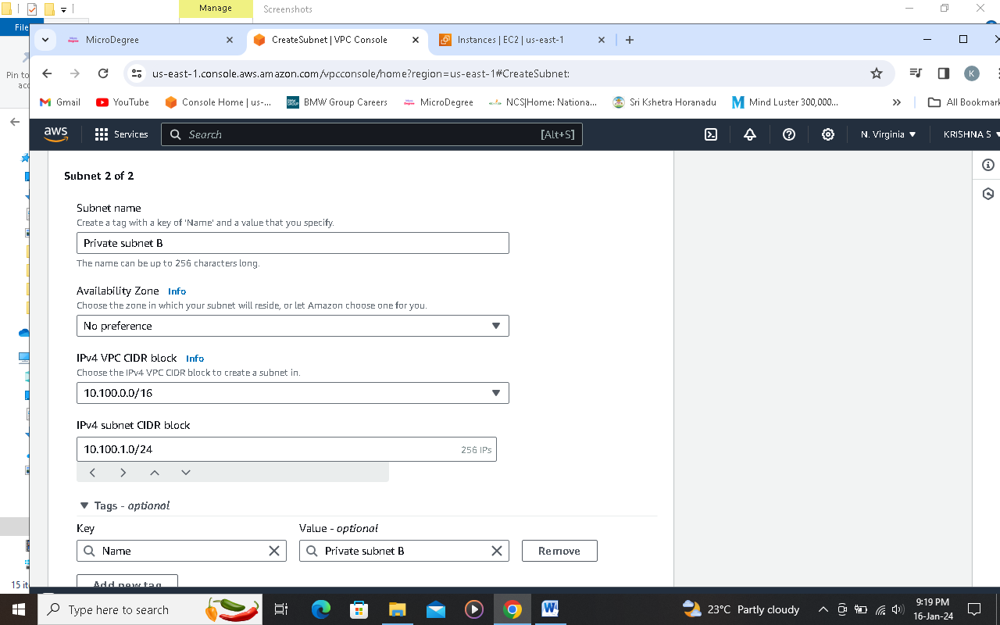 Manage
Screenshots
File
MicroDegree
CreateSubnet | VPC Console
Instances | EC2 | us-east-1
Pin to
us-east-1.console.aws.amazon.com/vpcconsole/home?region=us-east-1#CreateSubnet:
K
Gmail
YouTube
Console Home | us-...
BMW Group Careers
MicroDegree
NCS|Home: Nationa...
Sri Kshetra Horanadu
Mind Luster 300,000...
»
All Bookmark
aws
Services
Search
[Alt+S]
N. Virginia
KRISHNA S
Subnet 2 of 2
Subnet name
Create a tag with a key of 'Name' and a value that you specify.
Private subnet B
The name can be up to 256 characters long.
Availability Zone Info
Choose the zone in which your subnet will reside, or let Amazon choose one for you.
No preference
IPv4 VPC CIDR block Info
Choose the IPv4 VPC CIDR block to create a subnet in.
10.100.0.0/16
IPv4 subnet CIDR block
10.100.1.0/24
256 IPs
Tags - optional
Key
Value - optional
Name
Private subnet B
Remove
Add new tag
15 it
Type here to search
23°C Partly cloudy
9:19 PM
16-Jan-24